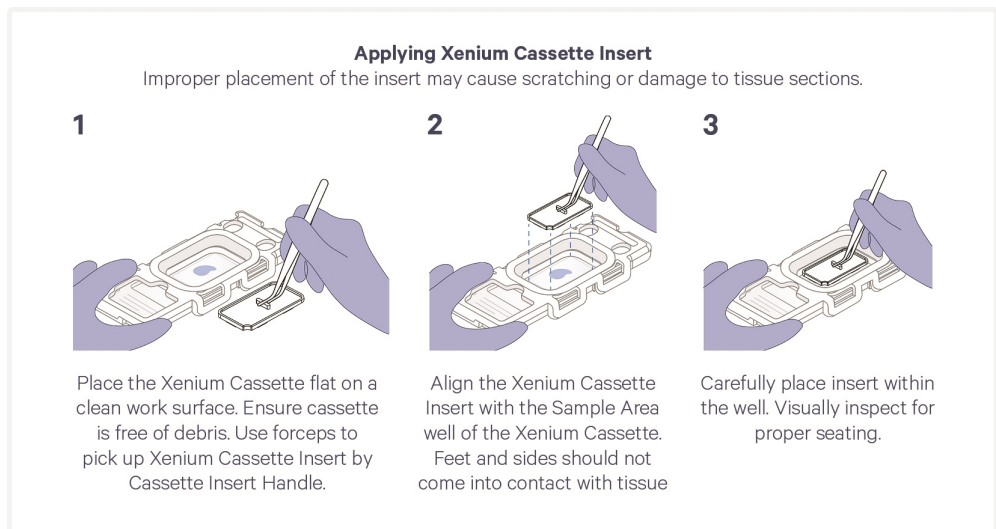 Applying Xenium Cassette Insert
Improper placement of the insert may cause scratching or damage to tissue sections.
1
Place the Xenium Cassette flat on a
clean work surface. Ensure cassette
is free of debris. Use forceps to
pick up Xenium Cassette Insert by
Cassette Insert Handle.
2
Align the Xenium Cassette
Insert with the Sample Area
well of the Xenium Cassette.
Feet and sides should not
come into contact with tissue
3
Carefully place insert within
the well. Visually inspect for
proper seating.